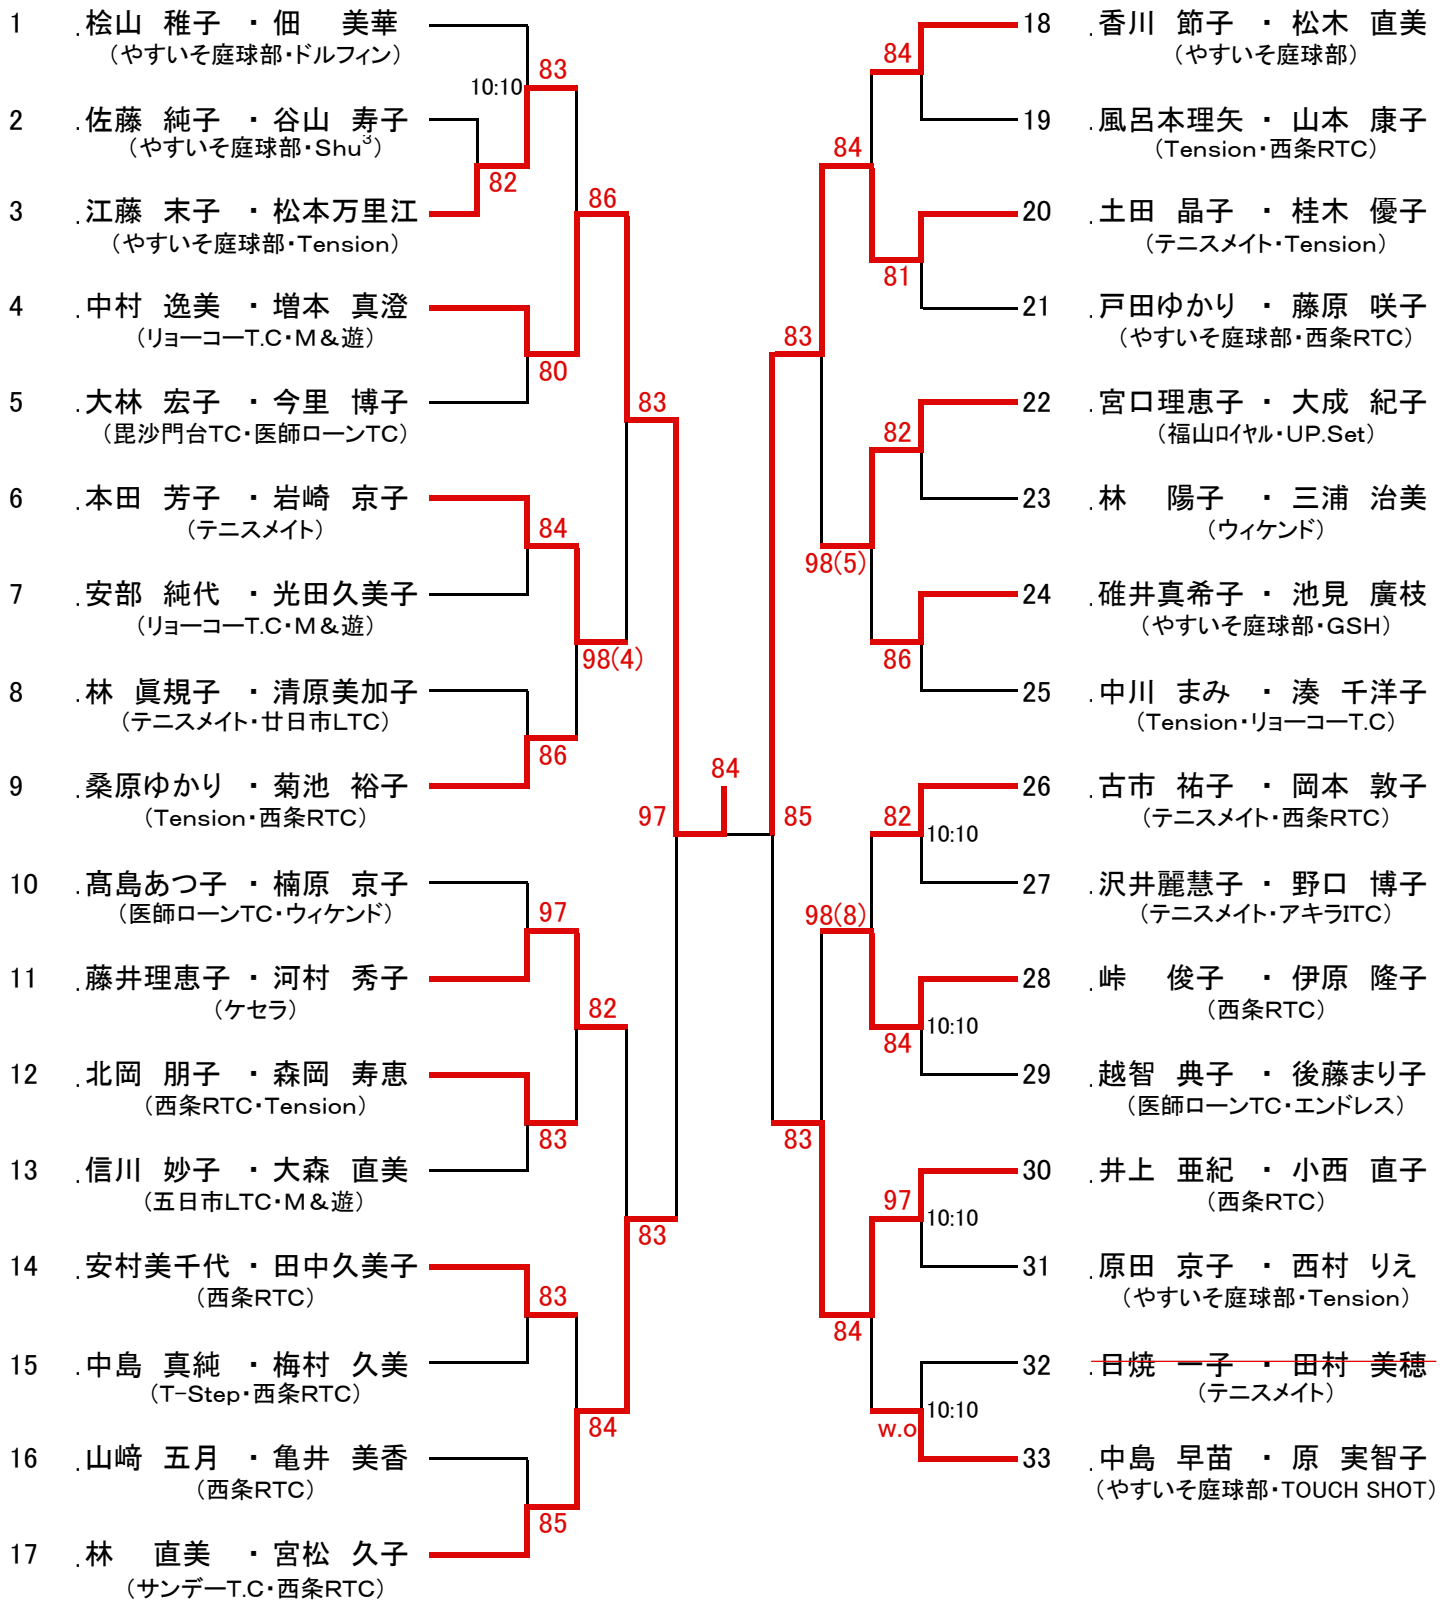 1 桧山 稚子 ・ 佃 美華
（やすいそ庭球部・ドルフィン）
83
10:10
2 佐藤 純子 ・ 谷山 寿子
（やすいそ庭球部・Shu³）
82
3 江藤 末子 ・ 松本万里江
（やすいそ庭球部・Tension）
86
4 中村 逸美 ・ 増本 真澄
（リョーコーT.C・M＆遊）
80
5 大林 宏子 ・ 今里 博子
（毘沙門台TC・医師ローンTC）
83
6 本田 芳子 ・ 岩崎 京子
（テニスメイト）
84
7 安部 純代 ・ 光田久美子
（リョーコーT.C・M＆遊）
98(4)
8 林 眞規子 ・ 清原美加子
（テニスメイト・廿日市LTC）
86
9 桑原ゆかり ・ 菊池 裕子
（Tension・西条RTC）
97
84
10 髙島あつ子 ・ 楠原 京子
（医師ローンTC・ウィケンド）
97
11 藤井理恵子 ・ 河村 秀子
（ケセラ）
82
12 北岡 朋子 ・ 森岡 寿恵
（西条RTC・Tension）
83
13 信川 妙子 ・ 大森 直美
（五日市LTC・M＆遊）
83
14 安村美千代 ・ 田中久美子
（西条RTC）
83
15 中島 真純 ・ 梅村 久美
（T-Step・西条RTC）
84
16 山﨑 五月 ・ 亀井 美香
（西条RTC）
85
17 林 直美 ・ 宮松 久子
（サンデーT.C・西条RTC）
18 香川 節子 ・ 松木 直美
（やすいそ庭球部）
84
19 風呂本理矢 ・ 山本 康子
（Tension・西条RTC）
84
20 土田 晶子 ・ 桂木 優子
（テニスメイト・Tension）
81
21 戸田ゆかり ・ 藤原 咲子
（やすいそ庭球部・西条RTC）
83
22 宮口理恵子 ・ 大成 紀子
（福山ロイヤル・UP.Set）
82
23 林 陽子 ・ 三浦 治美
（ウィケンド）
98(5)
24 碓井真希子 ・ 池見 廣枝
（やすいそ庭球部・GSH）
86
25 中川 まみ ・ 湊 千洋子
（Tension・リョーコーT.C）
85
26 古市 祐子 ・ 岡本 敦子
（テニスメイト・西条RTC）
82
10:10
27 沢井麗慧子 ・ 野口 博子
（テニスメイト・アキラITC）
98(8)
28 峠 俊子 ・ 伊原 隆子
（西条RTC）
84
10:10
29 越智 典子 ・ 後藤まり子
（医師ローンTC・エンドレス）
83
30 井上 亜紀 ・ 小西 直子
（西条RTC）
97
10:10
31 原田 京子 ・ 西村 りえ
（やすいそ庭球部・Tension）
84
32 日焼 一子 ・ 田村 美穂
（テニスメイト）
10:10
w.o
33 中島 早苗 ・ 原 実智子
（やすいそ庭球部・TOUCH SHOT）